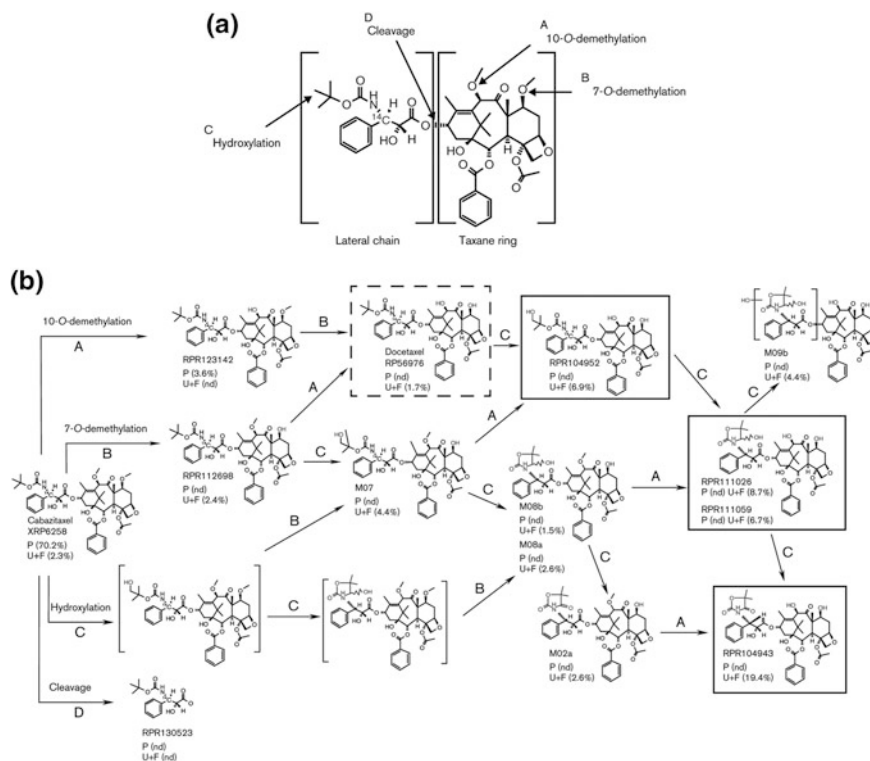 (a)
D
Cleavage
A
10-O-demethylation
B
7-O-demethylation
C
Hydroxylation
O
O
N
H
H
14C
O
O
HO
H
O
O
HO
H
O
O
O
O
O
O
Lateral chain
Taxane ring
(b)
10-O-demethylation
A
RPR123142
P (3.6%)
U+F (nd)
B
Docetaxel
RP56976
P (nd)
U+F (1.7%)
C
RPR104952
P (nd)
U+F (6.9%)
C
M09b
P (nd)
U+F (4.4%)
C
A
A
7-O-demethylation
B
RPR112698
P (nd)
U+F (2.4%)
C
M07
P (nd)
U+F (4.4%)
C
M08b
P (nd)
U+F (1.5%)
M08a
P (nd)
U+F (2.6%)
A
RPR111026
P (nd) U+F (8.7%)
RPR111059
P (nd) U+F (6.7%)
Cabazitaxel
XRP6258
P (70.2%)
U+F (2.3%)
B
Hydroxylation
C
C
B
C
M02a
P (nd)
U+F (2.6%)
A
C
RPR104943
P (nd)
U+F (19.4%)
Cleavage
D
RPR130523
P (nd)
U+F (nd)